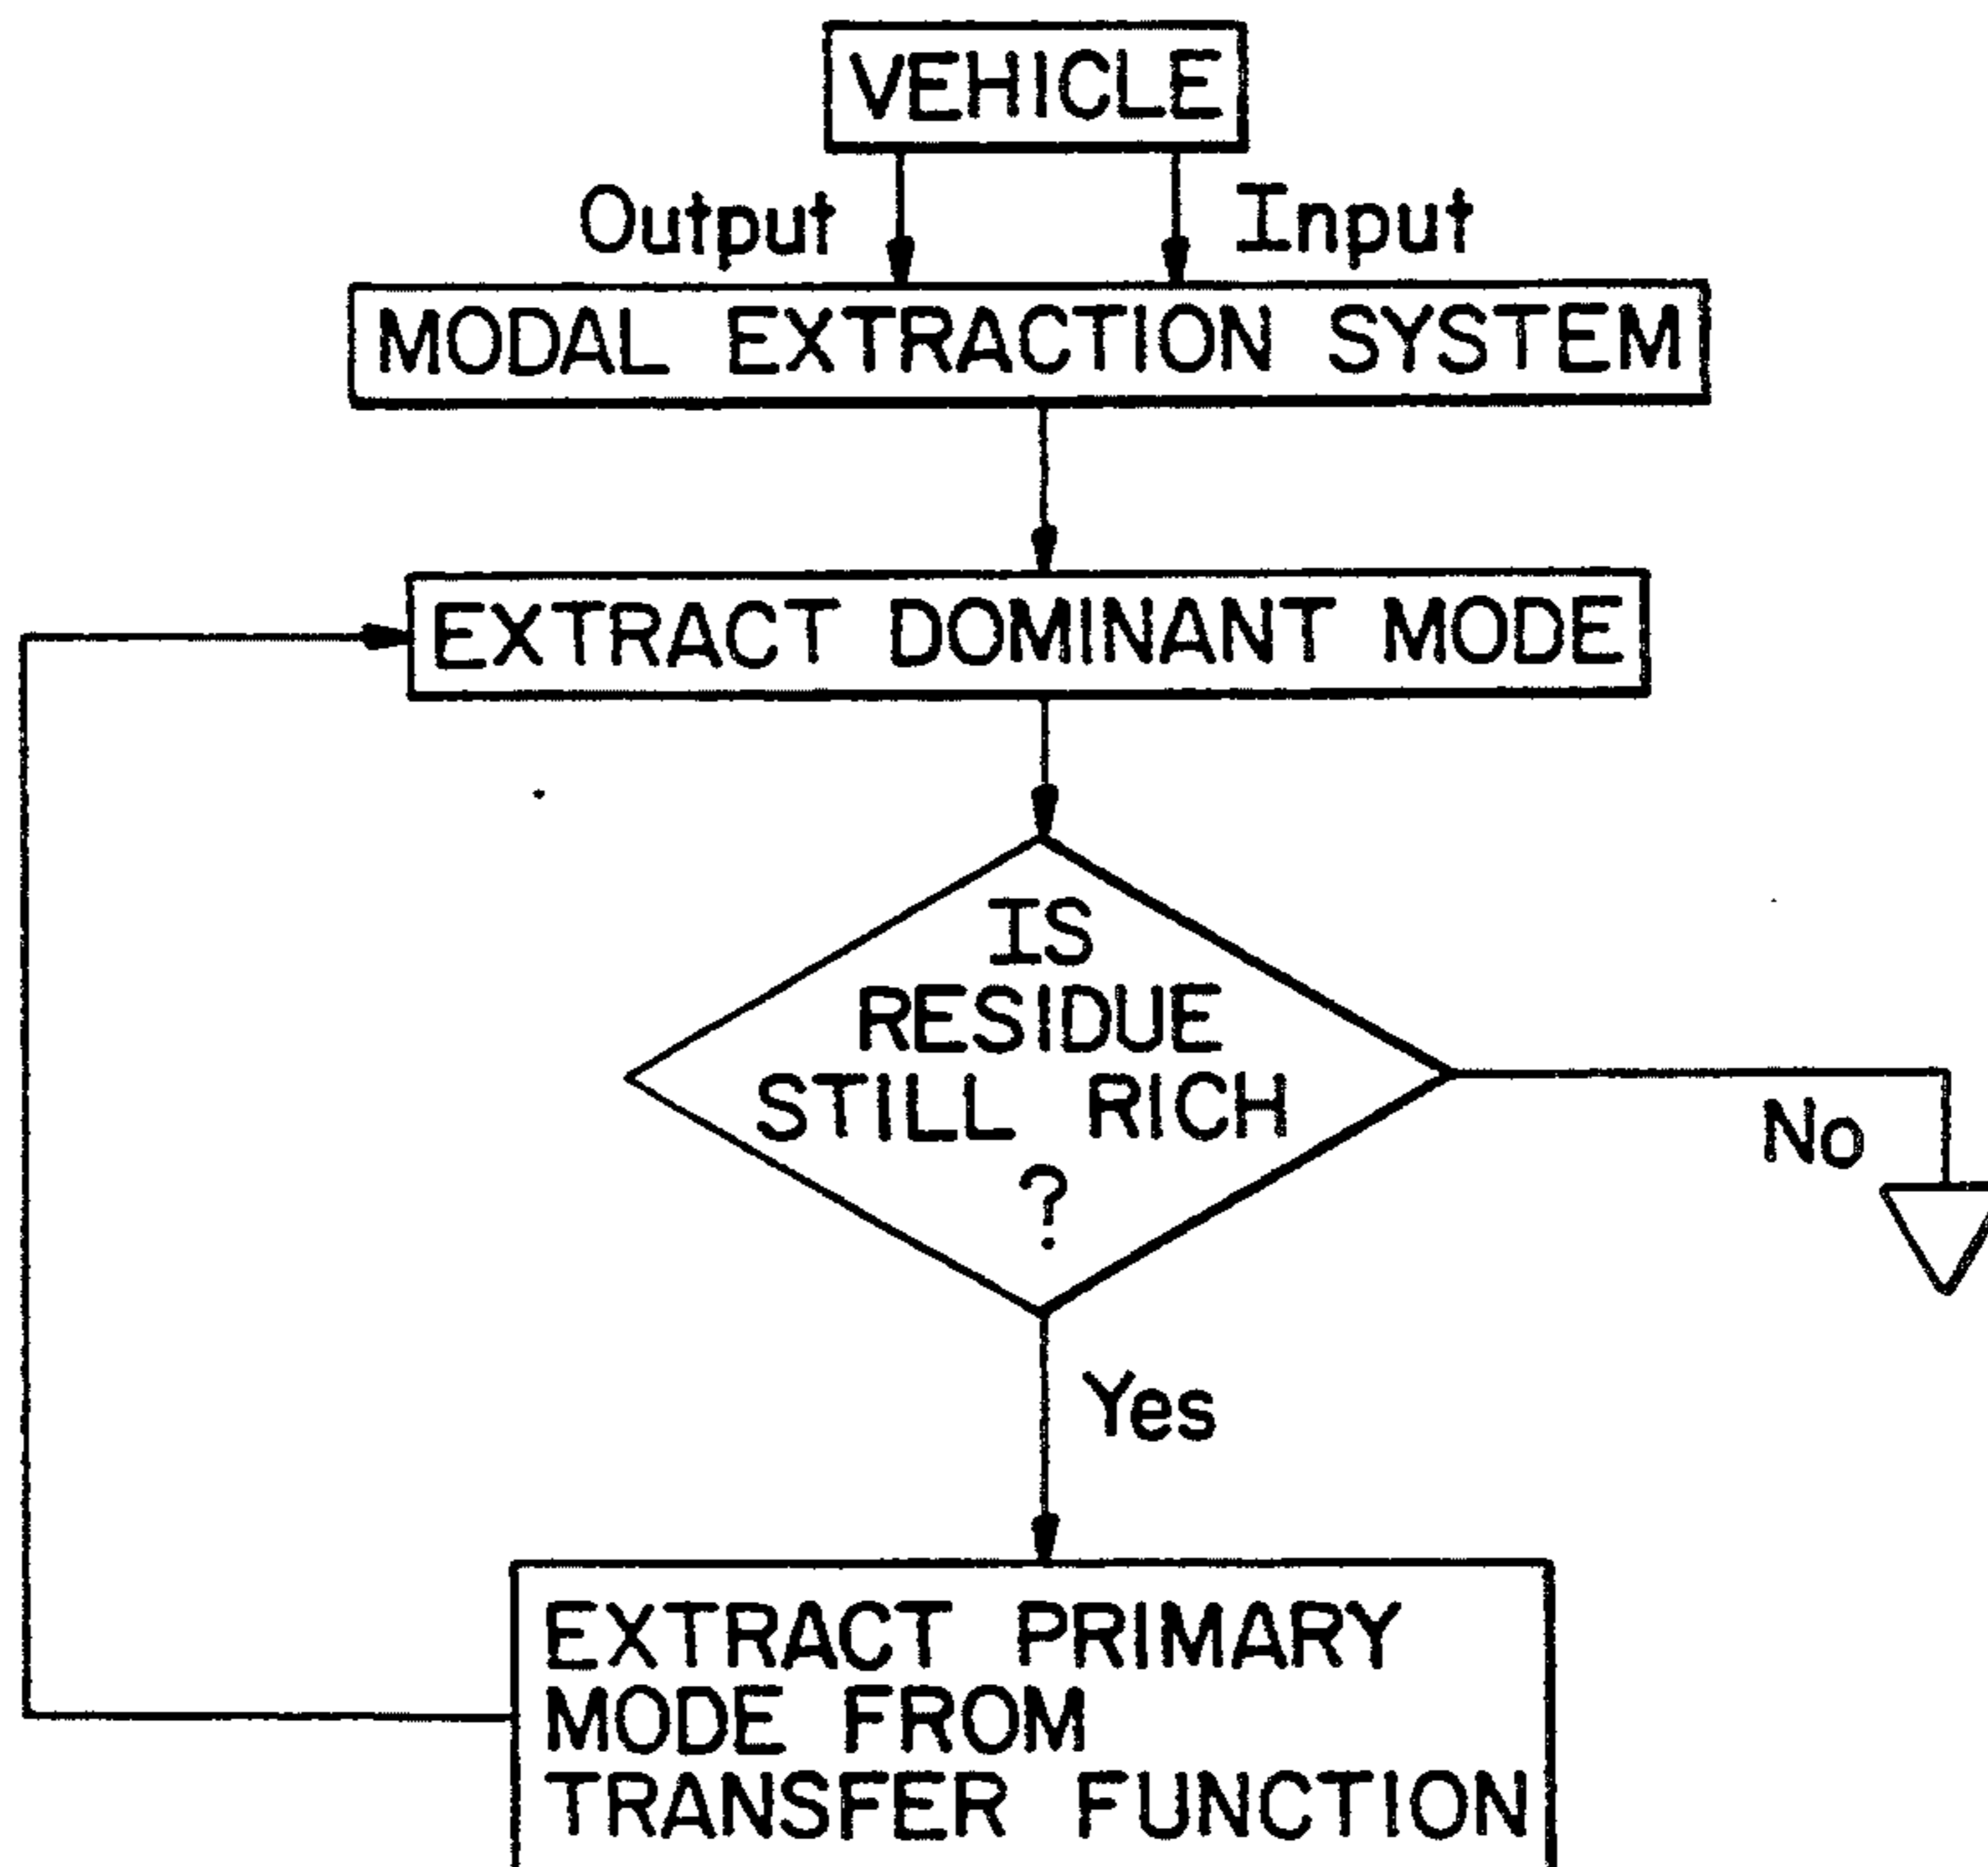 VEHICLE
Output Input
MODAL EXTRACTION SYSTEM
EXTRACT DOMINANT MODE
IS
RESIDUE
STILL RICH
?
No
Yes
EXTRACT PRIMARY
MODE FROM
TRANSFER FUNCTION